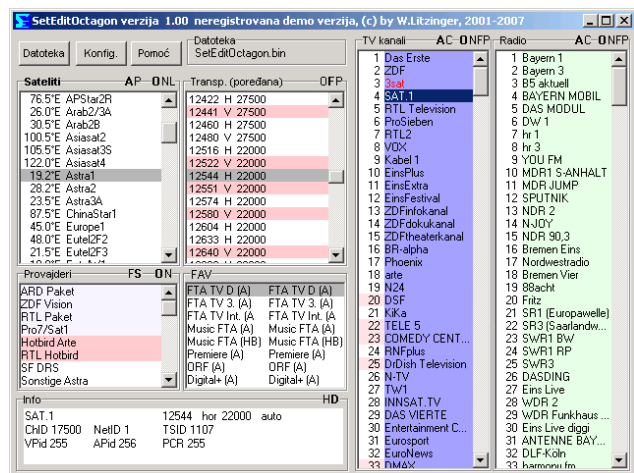 SetEditOctagon verzija 1.00 neregistrovana demo verzija, (c) by W.Litzinger, 2001-2007
Datoteka Konfig. Pomoć
Datoteka
SetEditOctagon.bin
Sateliti AP ONL
76.5°E APStar2R
26.0°E Arab2/3A
30.5°E Arab2B
100.5°E Asiasat2
105.5°E Asiasat3S
122.0°E Asiasat4
19.2°E Astra1
28.2°E Astra2
23.5°E Astra3A
87.5°E ChinaStar1
45.0°E Europe1
48.0°E Eutel2F2
21.5°E Eutel2F3
Transp. (poređana) OFP
12422 H 27500
12441 V 27500
12460 H 27500
12480 V 27500
12516 H 22000
12522 V 22000
12544 H 22000
12551 V 22000
12574 H 22000
12580 V 22000
12604 H 22000
12633 H 22000
12640 V 22000
Provajderi FS ON
ARD Paket
ZDF Vision
RTL Paket
Pro7/Sat1
Hotbird Arte
RTL Hotbird
SF DRS
Sonstige Astra
FAV
FTA TV D (A) FTA TV D (A)
FTA TV 3. (A) FTA TV 3. (A)
FTA TV Int. (A FTA TV Int. (A
Music FTA (A) Music FTA (A)
Music FTA (HB) Music FTA (HB)
Premiere (A) Premiere (A)
ORF (A) ORF (A)
Digital+ (A) Digital+ (A)
Info HD
SAT.1 12544 hor 22000 auto
ChID 17500 NetID 1 TSID 1107
VPid 255 APid 256 PCR 255
TV kanali AC ONFP
1 Das Erste
2 ZDF
3 3sat
4 SAT.1
5 RTL Television
6 ProSieben
7 RTL2
8 VOX
9 Kabel 1
10 EinsPlus
11 EinsExtra
12 EinsFestival
13 ZDFinfokanal
14 ZDFdokukanal
15 ZDFtheaterkanal
16 BR-alpha
17 Phoenix
18 arte
19 N24
20 DSF
21 KiKa
22 TELE 5
23 COMEDY CENT...
24 RNFplus
25 DrDish Television
26 N-TV
27 TW1
28 INNSAT.TV
29 DAS VIERTE
30 Entertainment C...
31 Eurosport
32 EuroNews
33 DMAX
Radio AC ONFP
1 Bayern 1
2 Bayern 3
3 B5 aktuell
4 BAYERN MOBIL
5 DAS MODUL
6 DW 1
7 hr 1
8 hr 3
9 YOU FM
10 MDR1 S-ANHALT
11 MDR JUMP
12 SPUTNIK
13 NDR 2
14 N-JOY
15 NDR 90,3
16 Bremen Eins
17 Nordwestradio
18 Bremen Vier
19 88acht
20 Fritz
21 SR1 (Europawelle)
22 SR3 (Saarlandw...
23 SWR1 BW
24 SWR1 RP
25 SWR3
26 DASDING
27 Eins Live
28 WDR 2
29 WDR Funkhaus ...
30 Eins Live diggi
31 ANTENNE BAY...
32 DLF-Köln
33 harmony.fm